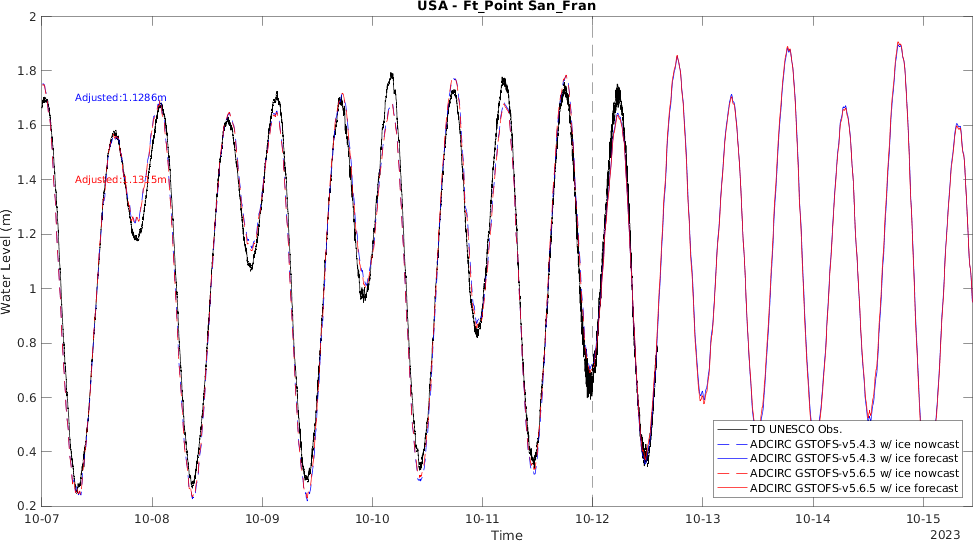 USA - Ft_Point San_Fran
2
1.8
1.6
1.4
1.2
1
0.8
0.6
0.4
0.2
Water Level (m)
Adjusted:1.1286m
Adjusted:1.1315m
TD UNESCO Obs.
ADCIRC GSTOFS-v5.4.3 w/ ice nowcast
ADCIRC GSTOFS-v5.4.3 w/ ice forecast
ADCIRC GSTOFS-v5.6.5 w/ ice nowcast
ADCIRC GSTOFS-v5.6.5 w/ ice forecast
10-07 10-08 10-09 10-10 10-11 10-12 10-13 10-14 10-15
Time
2023